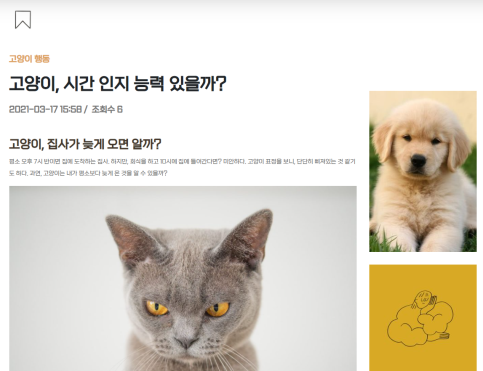 고양이 행동
고양이, 시간 인지 능력 있을까?
2021-03-17 15:58 / 조회수 6
고양이, 집사가 늦게 오면 알까?
평소 오후 7시 반이면 집에 도착하는 집사. 하지만, 회식을 하고 10시에 집에 들어간다면? 미안하다. 고양이 표정을 보니, 단단히 삐져있는 것 같기
도 하다. 과연, 고양이는 내가 평소보다 늦게 온 것을 알 수 있을까?